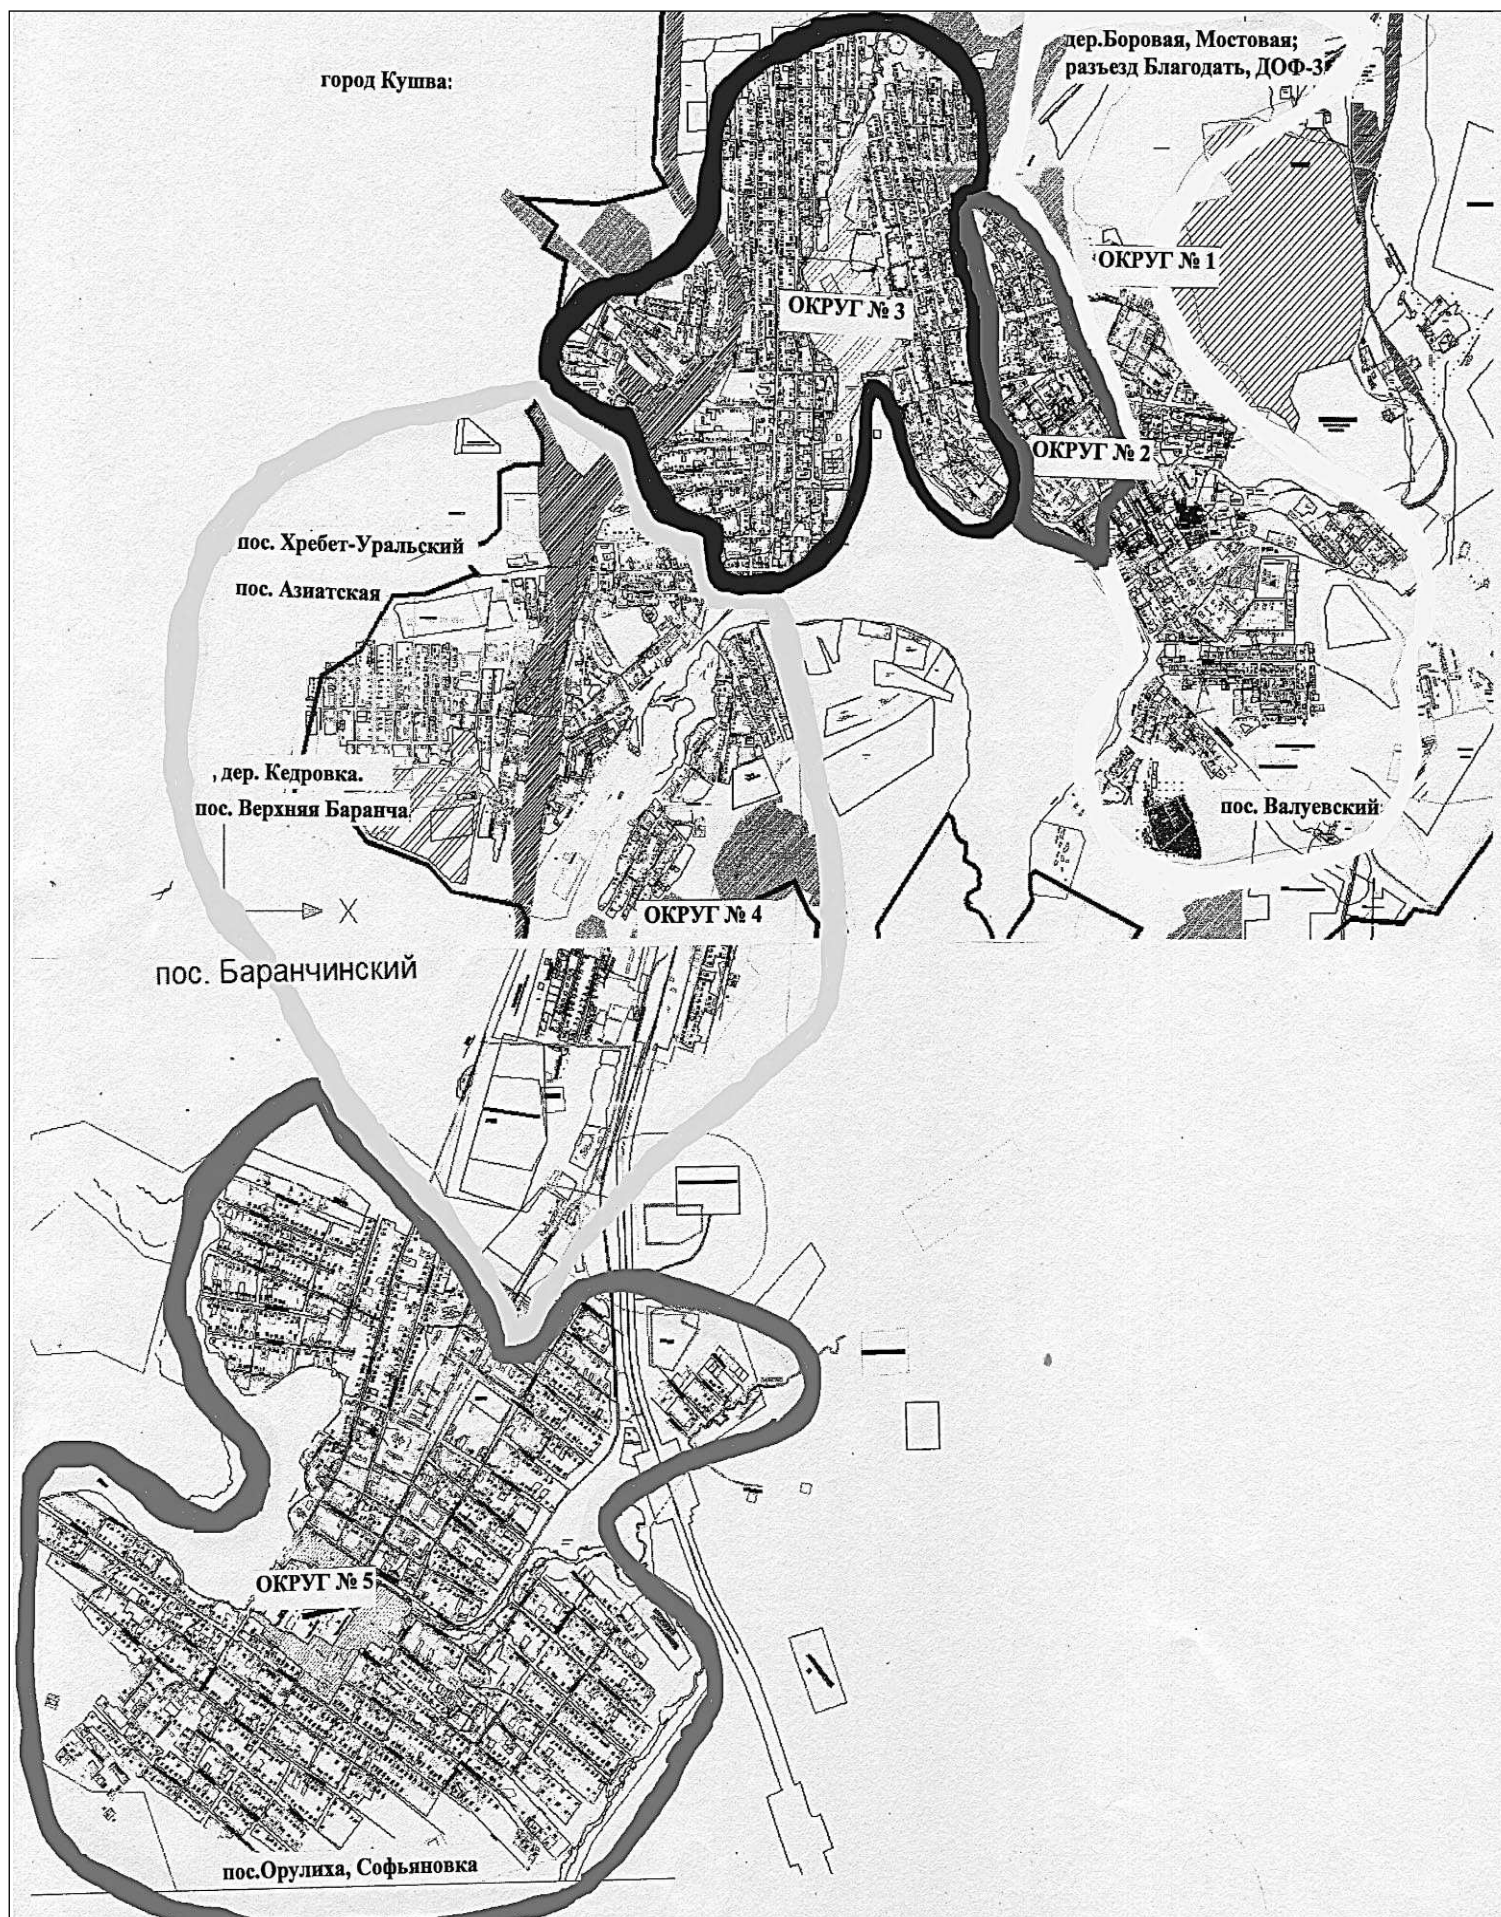 город Кушва:
дер.Боровая, Мостовая;
разъезд Благодать, ДОФ-3
ОКРУГ № 1
ОКРУГ № 3
ОКРУГ № 2
пос. Хребет-Уральский
пос. Азиатская
, дер. Кедровка.
пос. Верхняя Баранча
пос. Валуевский
ОКРУГ № 4
X
пос. Баранчинский
ОКРУГ № 5
пос.Орулиха, Софьяновка